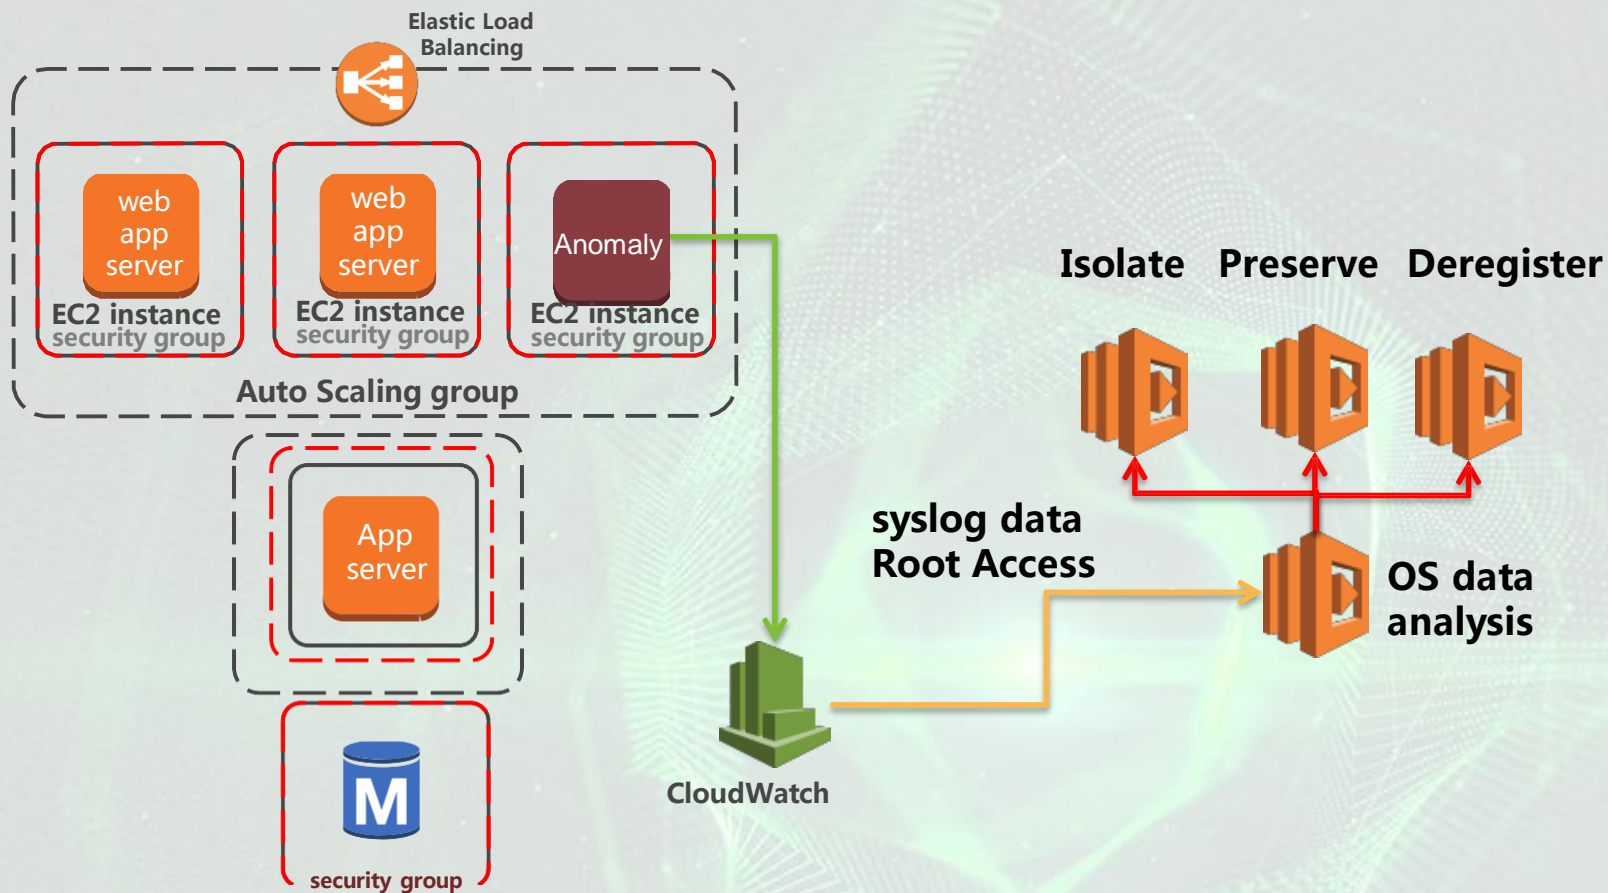 Elastic Load
Balancing
web
app
server
EC2 instance
security group
web
app
server
EC2 instance
security group
Anomaly
EC2 instance
security group
Auto Scaling group
App
server
M
security group
CloudWatch
syslog data
Root Access
Isolate
Preserve
Deregister
OS data
analysis